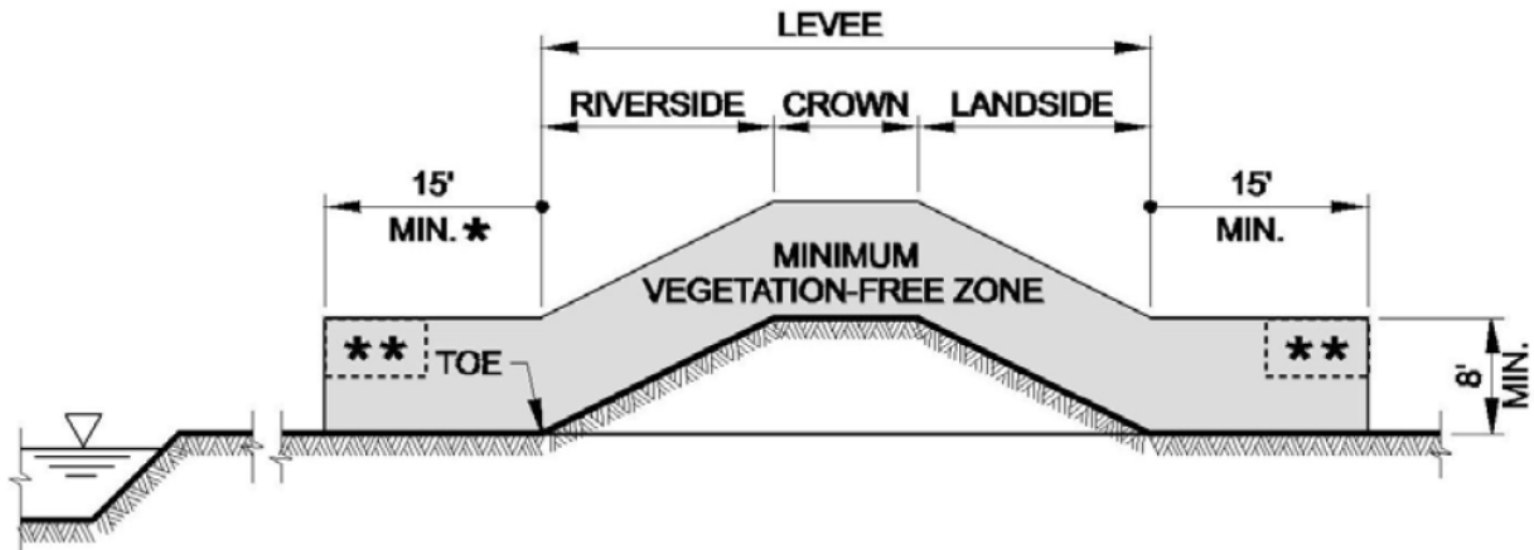 LEVEE
RIVERSIDE CROWN LANDSIDE
15'
MIN. *
15'
MIN.
MINIMUM
VEGETATION-FREE ZONE
**
TOE
**
8'
MIN.